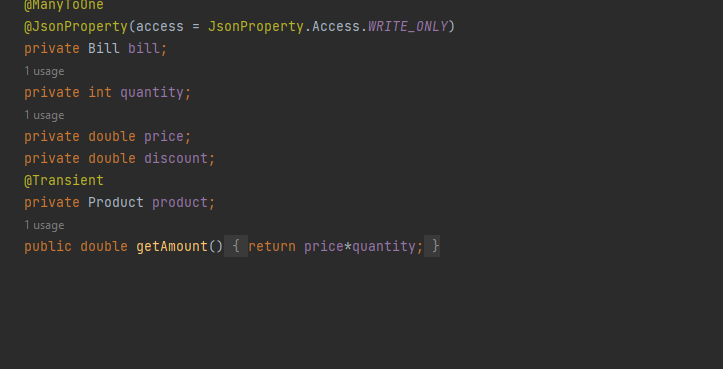 @ManyToOne
@JsonProperty(access = JsonProperty.Access.WRITE_ONLY)
private Bill bill;
1 usage
private int quantity;
1 usage
private double price;
private double discount;
@Transient
private Product product;
1 usage
public double getAmount() { return price*quantity; }